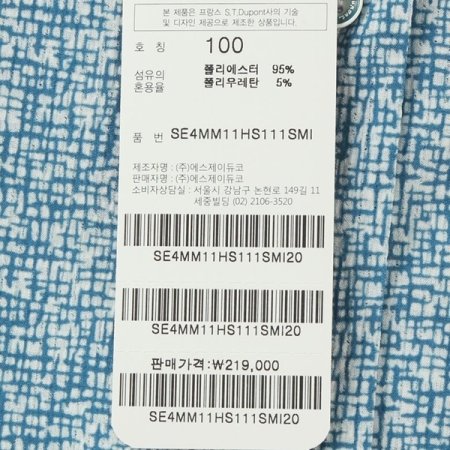 본 제품은 프랑스 S.T.Dupont사의 기술
및 디자인 제공으로 제조한 상품입니다.
호 칭 100
섬유의 폴리에스터 95%
혼용율 폴리우레탄 5%
품 번 SE4MM11HS111SMI
제조자명 : (주)에스제이듀코
판매자명 : (주)에스제이듀코
소비자상담실 : 서울시 강남구 논현로 149길 11
세중빌딩 (02) 2106-3520
SE4MM11HS111SMI20
SE4MM11HS111SMI20
판매가격:₩219,000
SE4MM11HS111SMI20